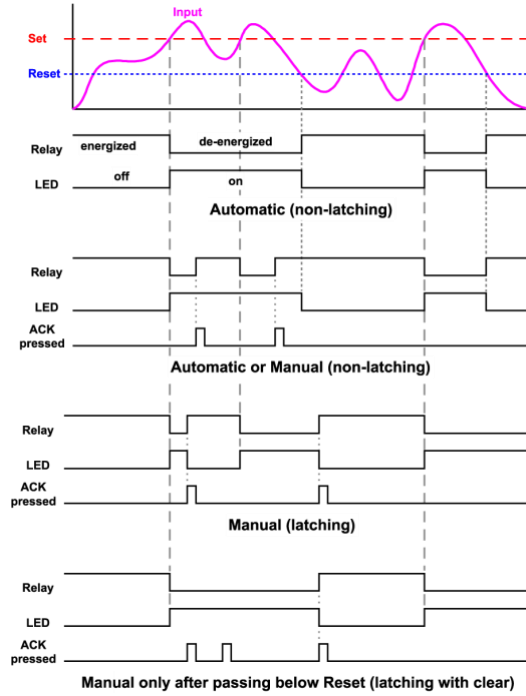 Input
Set
Reset
energized
de-energized
Relay
off
on
LED
Automatic (non-latching)
Relay
LED
ACK
pressed
Automatic or Manual (non-latching)
Relay
LED
ACK
pressed
Manual (latching)
Relay
LED
ACK
pressed
Manual only after passing below Reset (latching with clear)